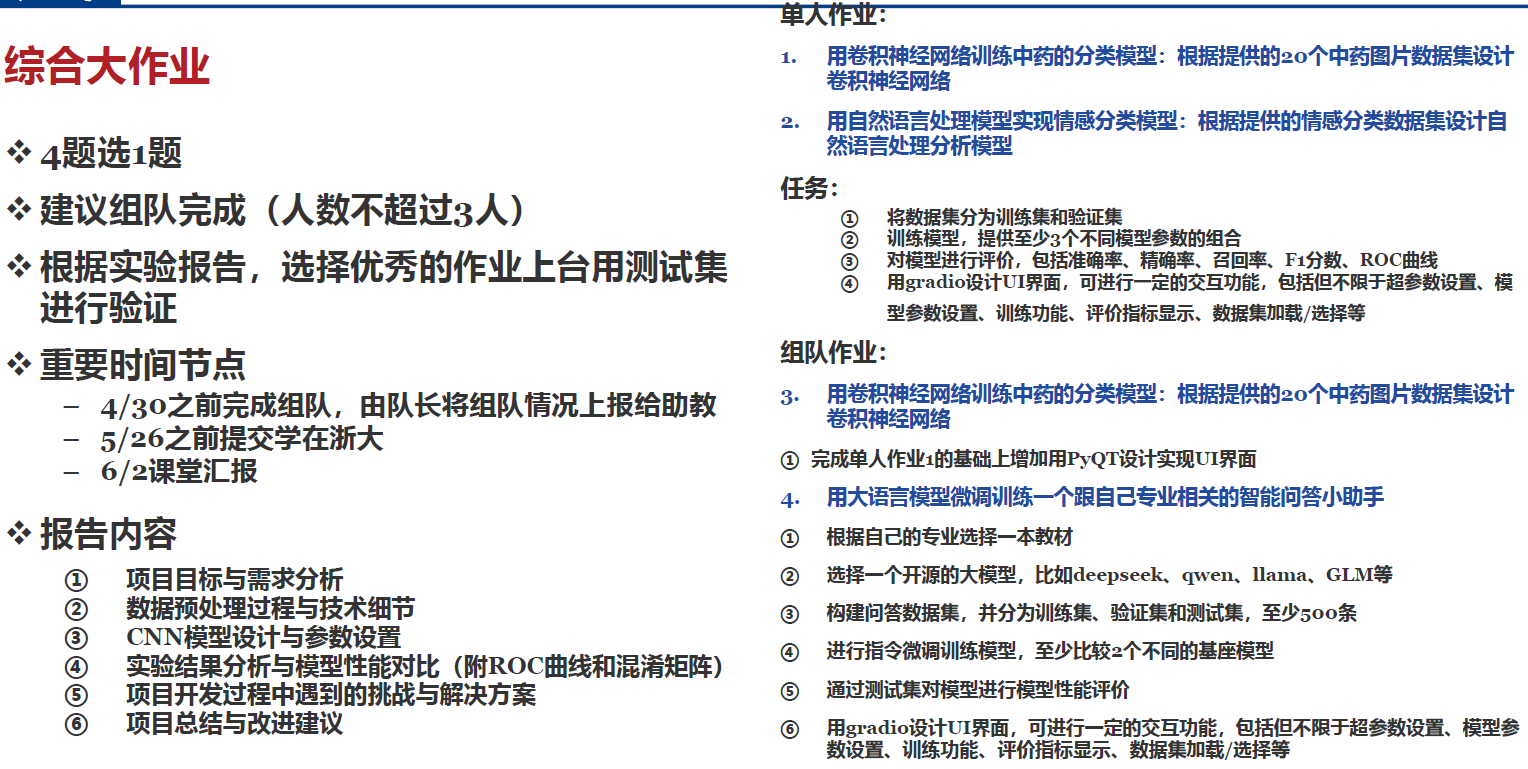 综合大作业
❖ 4题选1题
❖ 建议组队完成（人数不超过3人）
❖ 根据实验报告，选择优秀的作业上台用测试集
进行验证
❖ 重要时间节点
– 4/30之前完成组队，由队长将组队情况上报给助教
– 5/26之前提交学在浙大
– 6/2课堂汇报
❖ 报告内容
① 项目目标与需求分析
② 数据预处理过程与技术细节
③ CNN模型设计与参数设置
④ 实验结果分析与模型性能对比（附ROC曲线和混淆矩阵）
⑤ 项目开发过程中遇到的挑战与解决方案
⑥ 项目总结与改进建议
单人作业：
1. 用卷积神经网络训练中药的分类模型：根据提供的20个中药图片数据集设计
卷积神经网络
2. 用自然语言处理模型实现情感分类模型：根据提供的情感分类数据集设计自
然语言处理分析模型
任务：
① 将数据集分为训练集和验证集
② 训练模型，提供至少3个不同模型参数的组合
③ 对模型进行评价，包括准确率、精确率、召回率、F1分数、ROC曲线
④ 用gradio设计UI界面，可进行一定的交互功能，包括但不限于超参数设置、模
型参数设置、训练功能、评价指标显示、数据集加载/选择等
组队作业：
3. 用卷积神经网络训练中药的分类模型：根据提供的20个中药图片数据集设计
卷积神经网络
① 完成单人作业1的基础上增加用PyQT设计实现UI界面
4. 用大语言模型微调训练一个跟自己专业相关的智能问答小助手
① 根据自己的专业选择一本教材
② 选择一个开源的大模型，比如deepseek、qwen、llama、GLM等
③ 构建问答数据集，并分为训练集、验证集和测试集，至少500条
④ 进行指令微调训练模型，至少比较2个不同的基座模型
⑤ 通过测试集对模型进行模型性能评价
⑥ 用gradio设计UI界面，可进行一定的交互功能，包括但不限于超参数设置、模型参
数设置、训练功能、评价指标显示、数据集加载/选择等